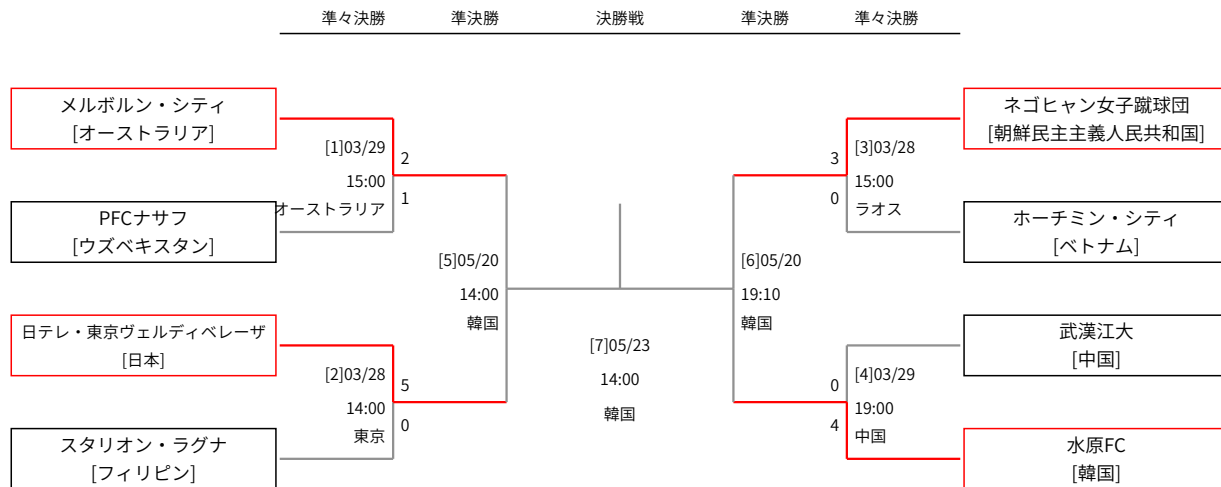 準々決勝 準決勝 決勝戦 準決勝 準々決勝
メルボルン・シティ
[オーストラリア]
[1]03/29
15:00
オーストラリア
2
1
PFCナサフ
[ウズベキスタン]
[5]05/20
14:00
韓国
日テレ・東京ヴェルディベレーザ
[日本]
[2]03/28
14:00
東京
5
0
スタリオン・ラグナ
[フィリピン]
[7]05/23
14:00
韓国
ネゴヒャン女子蹴球団
[朝鮮民主主義人民共和国]
3
0
[3]03/28
15:00
ラオス
ホーチミン・シティ
[ベトナム]
[6]05/20
19:10
韓国
武漢江大
[中国]
0
4
[4]03/29
19:00
中国
水原FC
[韓国]